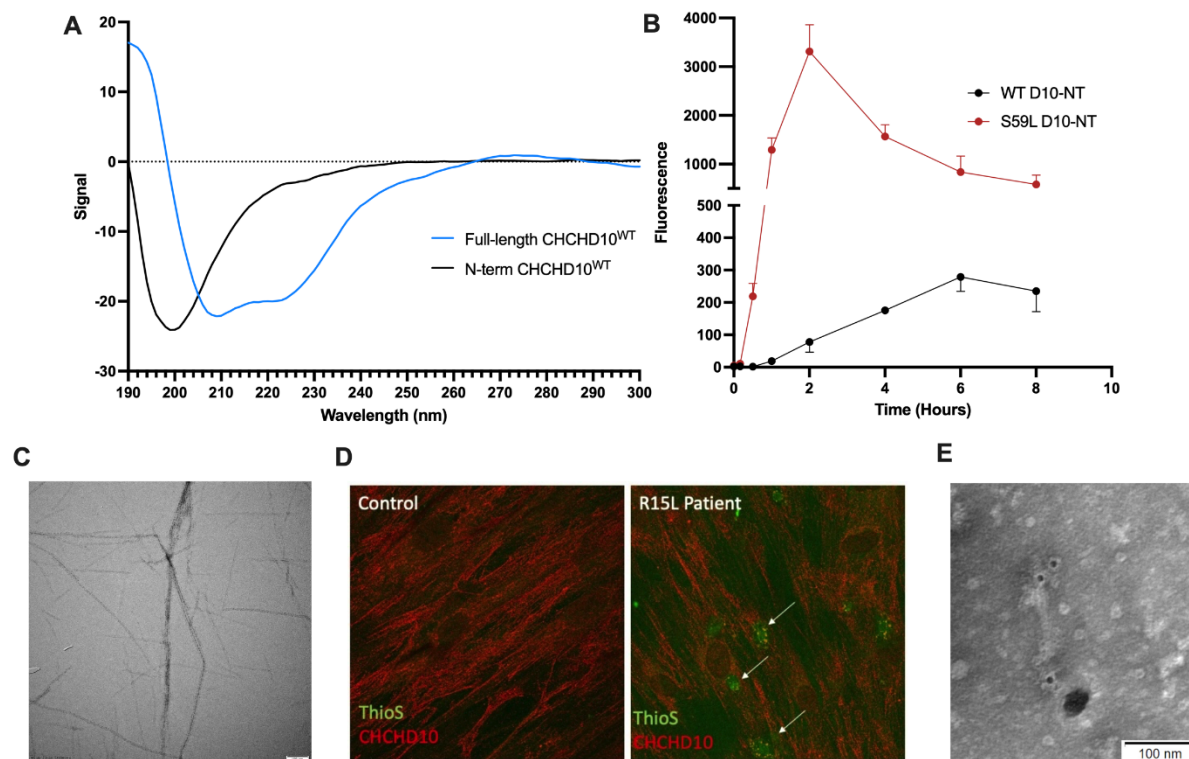 A
20
10
0
-10
-20
-30
Signal
190 200 210 220 230 240 250 260 270 280 290 300
Wavelength (nm)
Full-length CHCHD10WT
N-term CHCHD10WT
B
4000
3000
2000
1000
500
400
300
200
100
0
Fluorescence
0 2 4 6 8 10
Time (Hours)
WT D10-NT
S59L D10-NT
C
D
Control
ThioS
CHCHD10
R15L Patient
ThioS
CHCHD10
E
100 nm